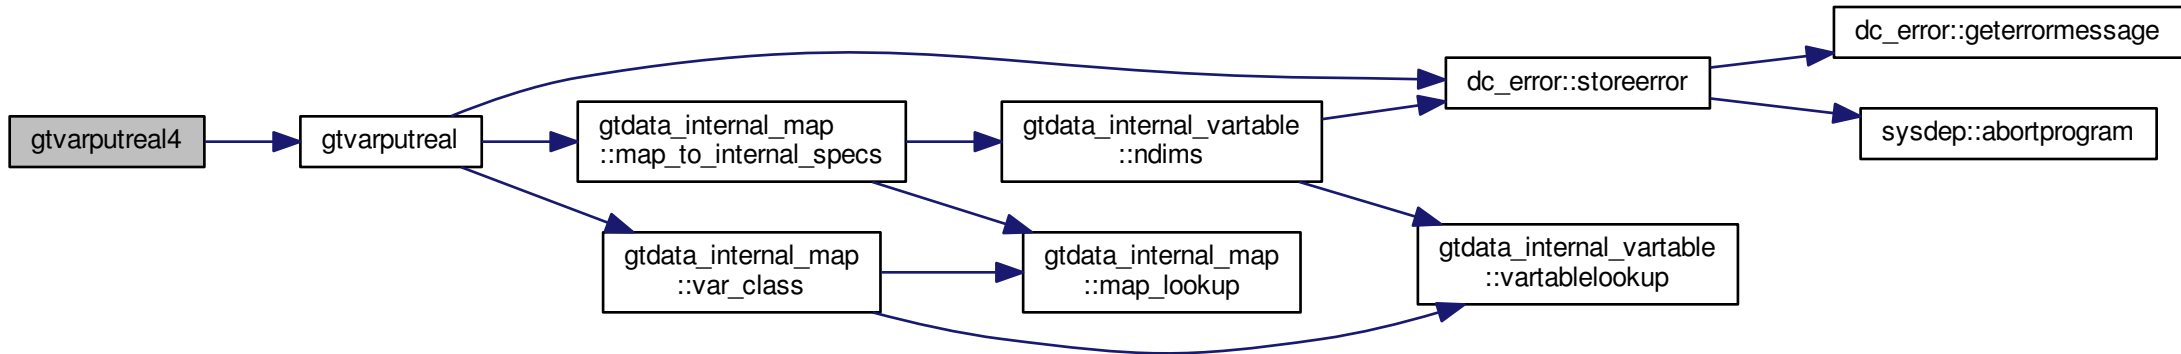 gtvarputreal4
gtvarputreal
gtdata_internal_map
::map_to_internal_specs
gtdata_internal_map
::var_class
gtdata_internal_vartable
::ndims
gtdata_internal_map
::map_lookup
dc_error::storeerror
gtdata_internal_vartable
::vartablelookup
dc_error::geterrormessage
sysdep::abortprogram